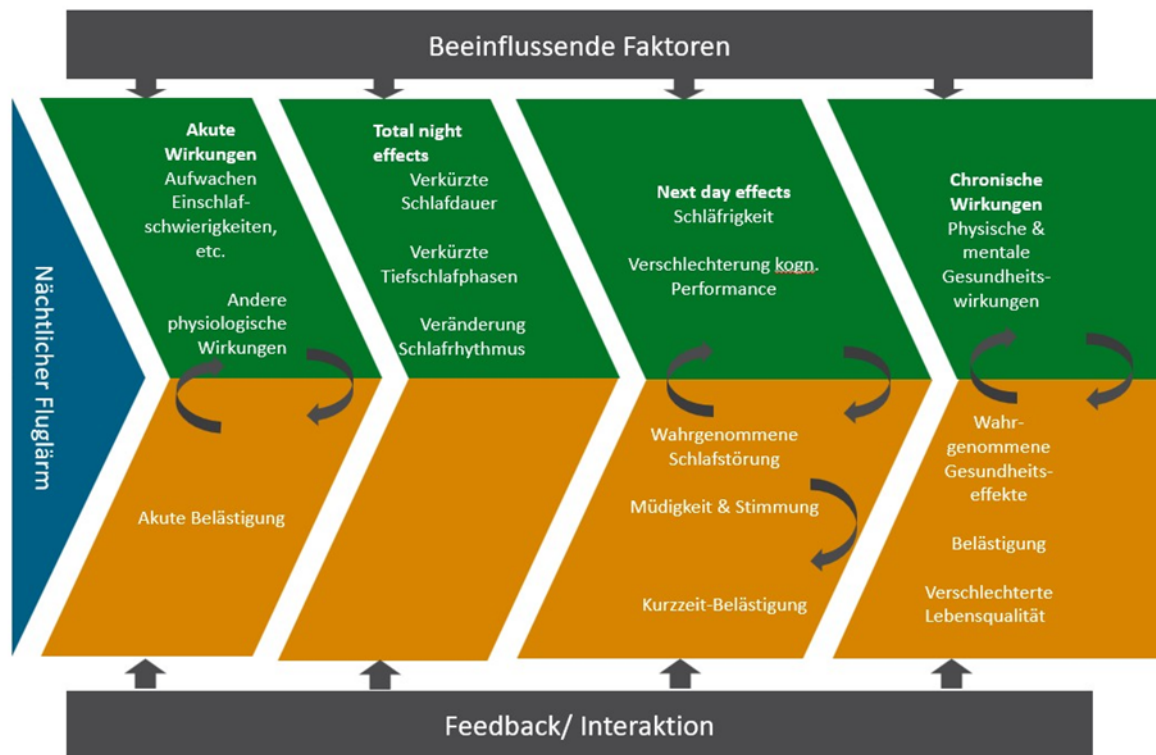 Beeinflussende Faktoren
Nächtlicher Fluglärm
Akute
Wirkungen
Aufwachen
Einschlaf-
schwierigkeiten,
etc.
Andere
physiologische
Wirkungen
Akute Belästigung
Total night
effects
Verkürzte
Schlafdauer
Verkürzte
Tiefschlafphasen
Veränderung
Schlafrhythmus
Next day effects
Schläfrigkeit
Verschlechterung kogn.
Performance
Wahrgenommene
Schlafstörung
Müdigkeit & Stimmung
Kurzzeit-Belästigung
Chronische
Wirkungen
Physische &
mentale
Gesundheits-
wirkungen
Wahr-
genommene
Gesundheits-
effekte
Belästigung
Verschlechterte
Lebensqualität
Feedback/ Interaktion